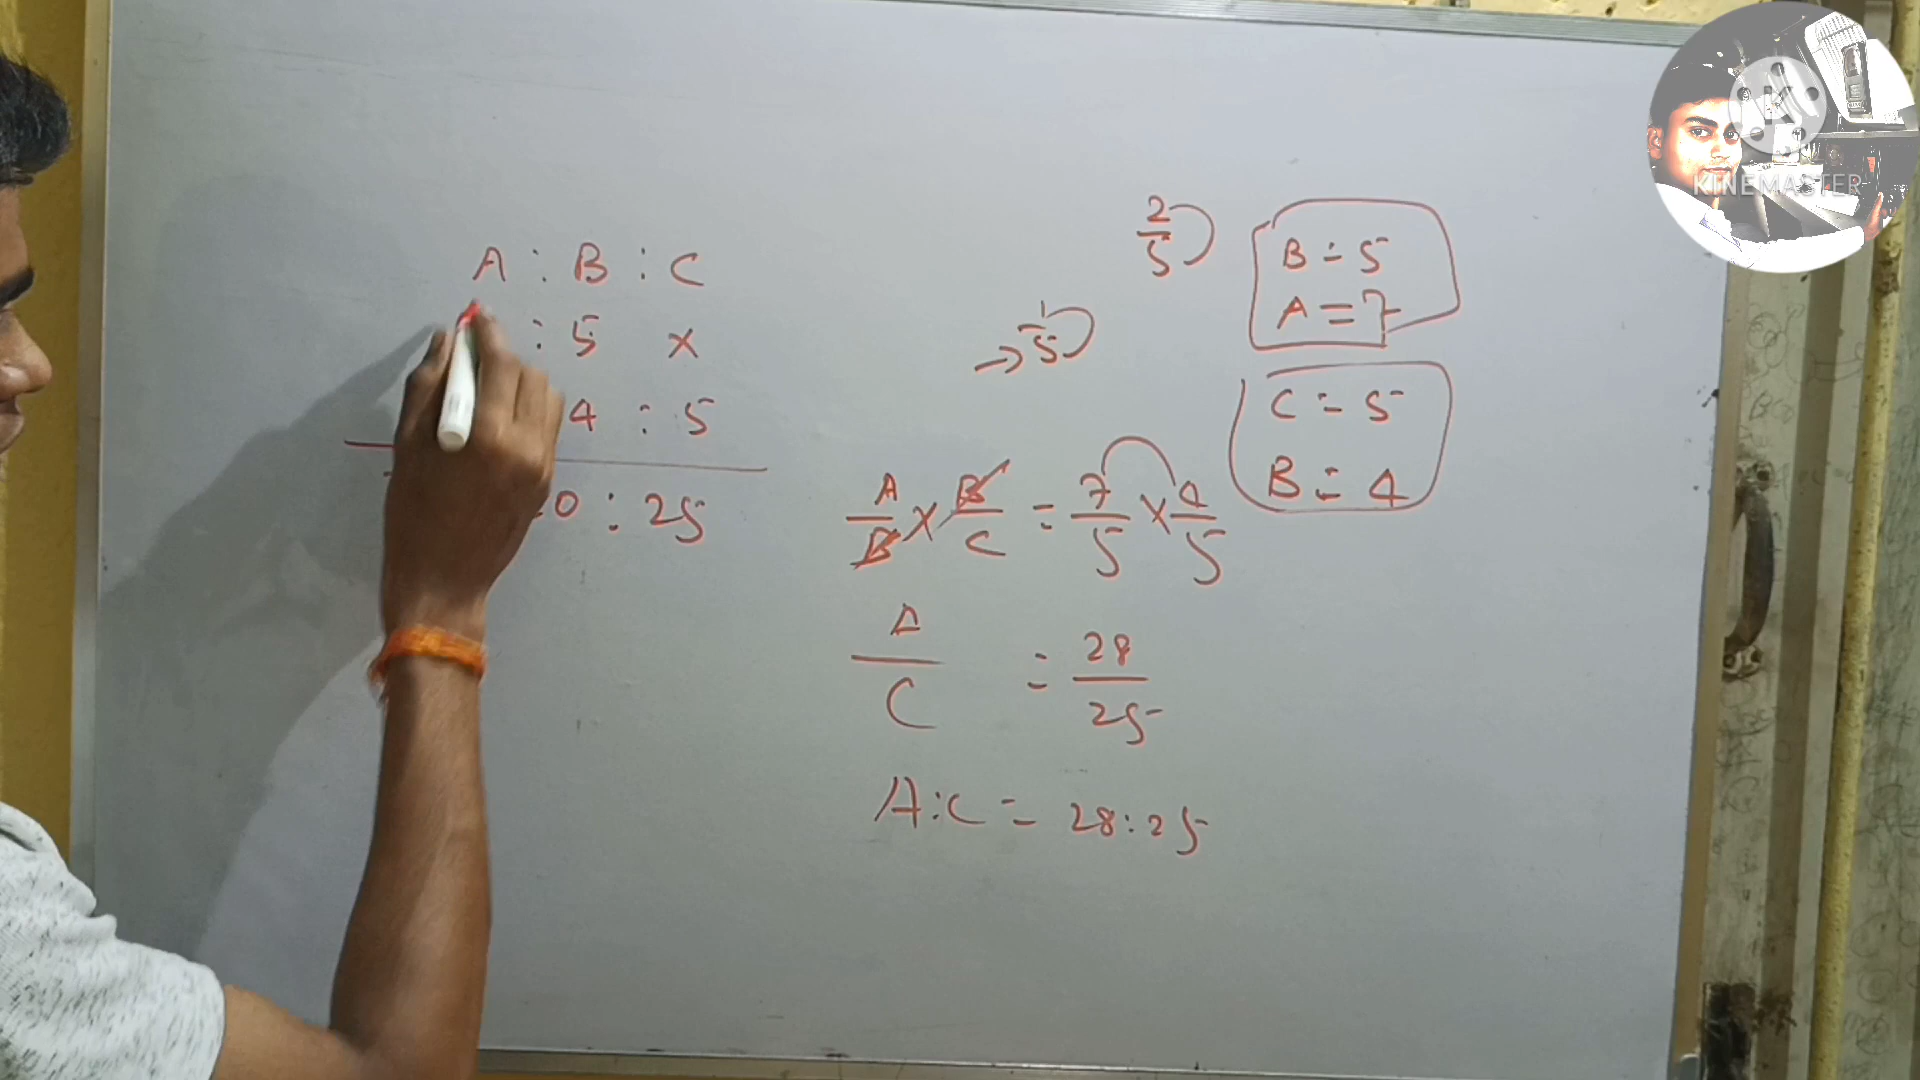 A : B : C
: 5 x
4 : 5
0 : 25
2/5
B = 5
A = 7
→ 1/5
C = 5
B = 4
A/B × B/C = 7/5 × 4/5
A/C = 28/25
A:C = 28:25
KINEMASTER